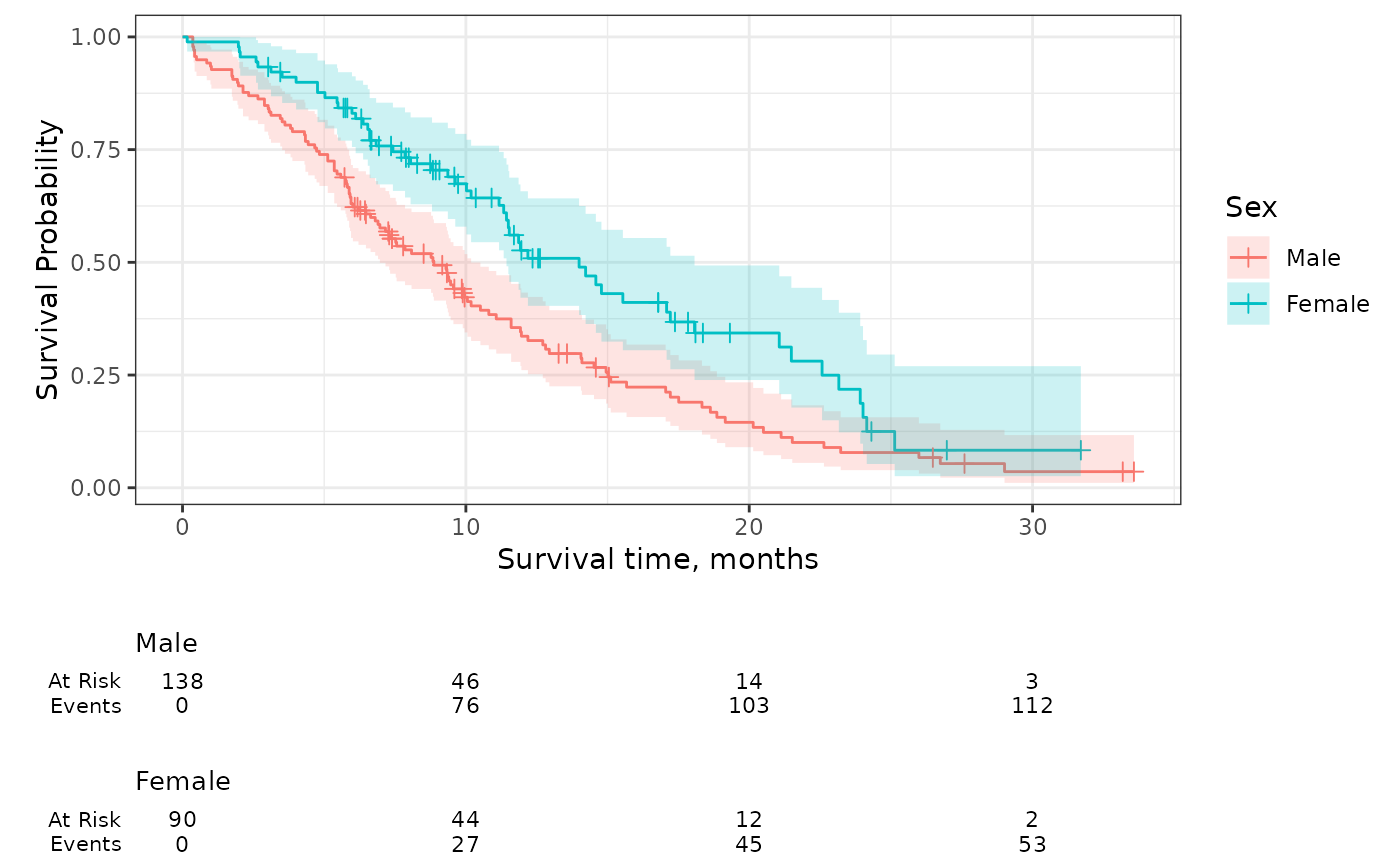 1.00
0.75
0.50
0.25
0.00
Survival Probability
0 10 20 30
Survival time, months
Sex
Male
Female
Male
At Risk 138 46 14 3
Events 0 76 103 112
Female
At Risk 90 44 12 2
Events 0 27 45 53